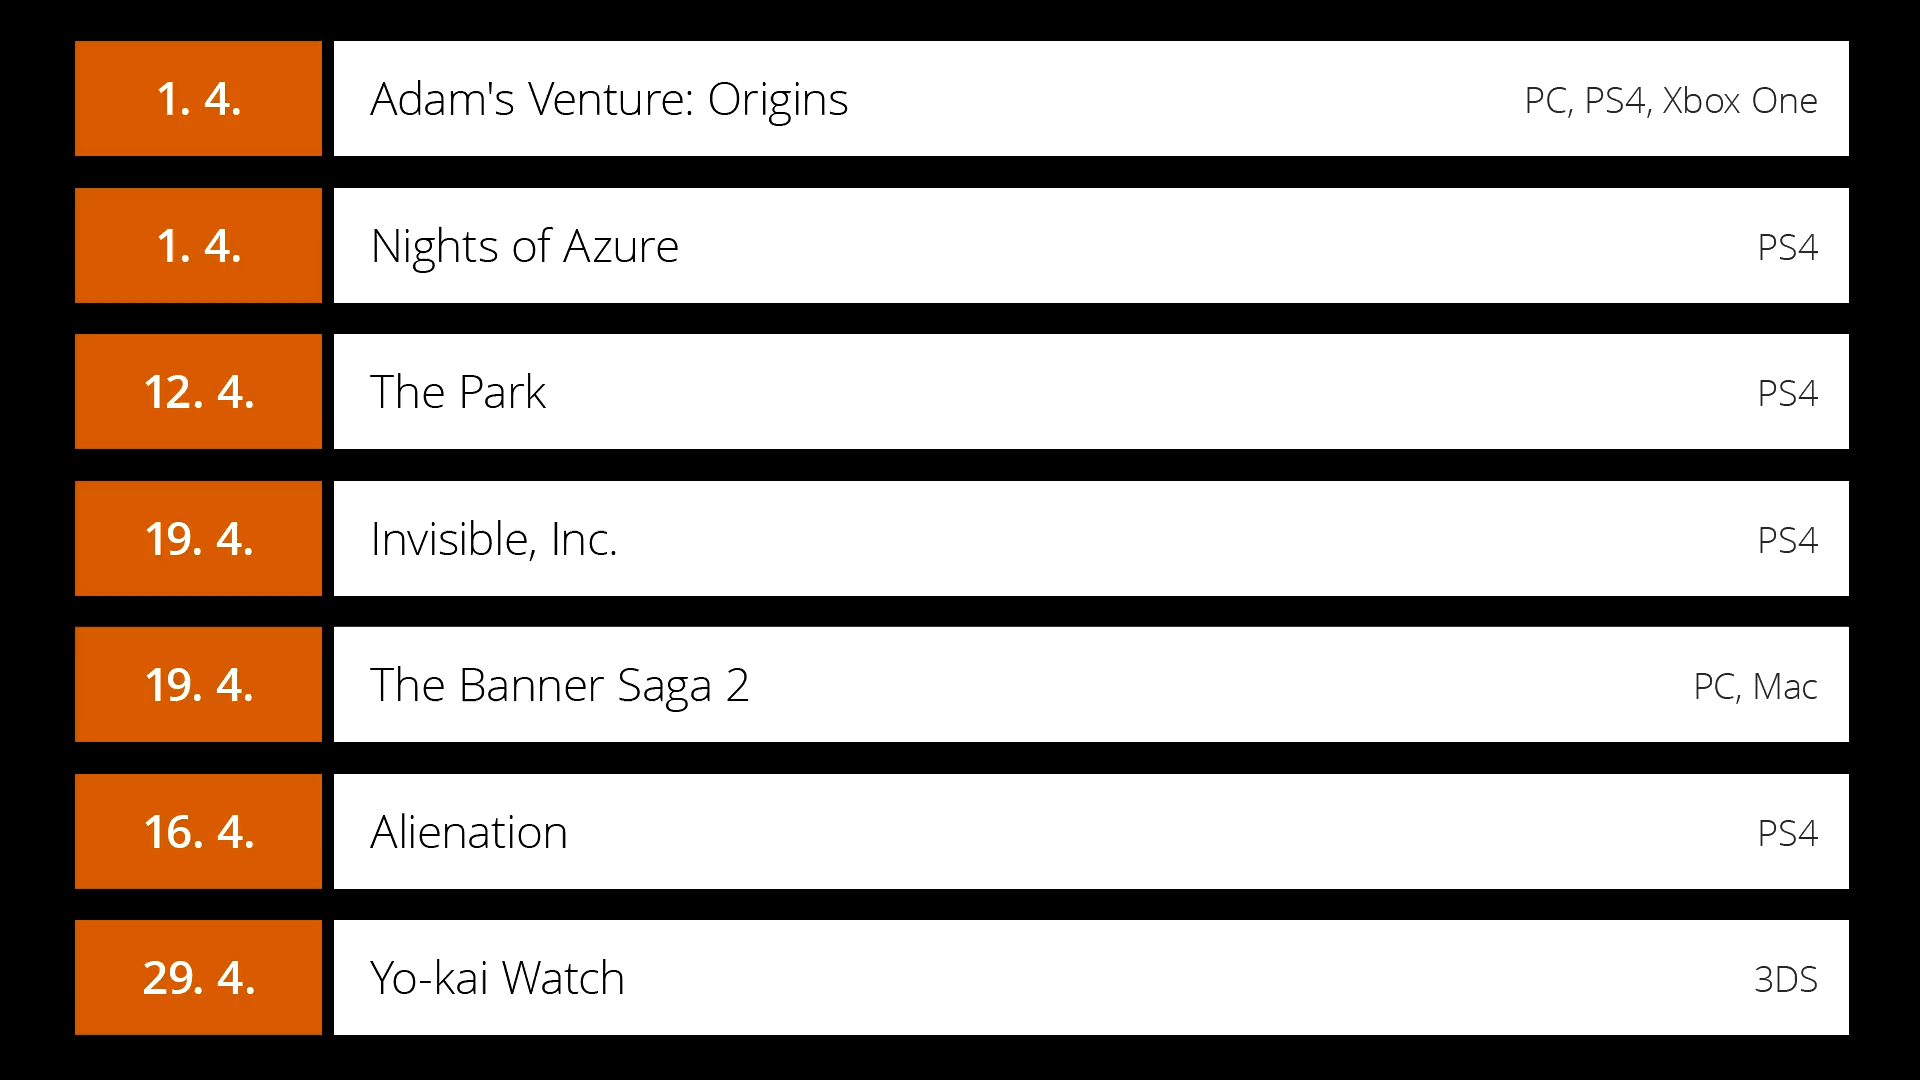 1. 4. Adam's Venture: Origins PC, PS4, Xbox One
1. 4. Nights of Azure PS4
12. 4. The Park PS4
19. 4. Invisible, Inc. PS4
19. 4. The Banner Saga 2 PC, Mac
16. 4. Alienation PS4
29. 4. Yo-kai Watch 3DS